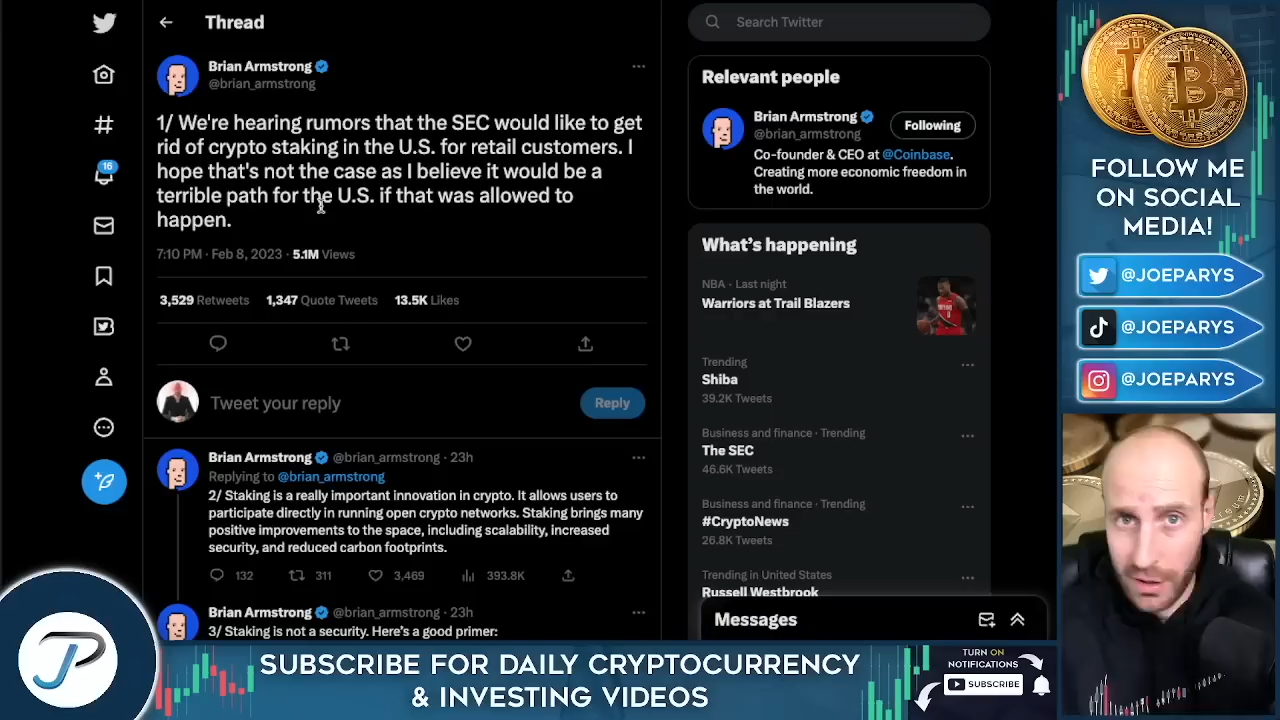 Thread
Brian Armstrong
@brian_armstrong
1/ We're hearing rumors that the SEC would like to get
rid of crypto staking in the U.S. for retail customers. I
hope that's not the case as I believe it would be a
terrible path for the U.S. if that was allowed to
happen.
7:10 PM · Feb 8, 2023 · 5.1M Views
3,529 Retweets 1,347 Quote Tweets 13.5K Likes
Tweet your reply
Reply
Brian Armstrong @brian_armstrong · 23h
Replying to @brian_armstrong
2/ Staking is a really important innovation in crypto. It allows users to
participate directly in running open crypto networks. Staking brings many
positive improvements to the space, including scalability, increased
security, and reduced carbon footprints.
132 311 3,469 393.8K
Brian Armstrong @brian_armstrong · 23h
3/ Staking is not a security. Here's a good primer:
16
Search Twitter
Relevant people
Brian Armstrong
@brian_armstrong
Following
Co-founder & CEO at @Coinbase.
Creating more economic freedom in
the world.
What's happening
NBA · Last night
Warriors at Trail Blazers
Trending
Shiba
39.2K Tweets
Business and finance · Trending
The SEC
46.6K Tweets
Business and finance · Trending
#CryptoNews
26.8K Tweets
Trending in United States
Russell Westbrook
Messages
FOLLOW ME
ON SOCIAL
MEDIA!
@JOEPARYS
@JOEPARYS
@JOEPARYS
JP
SUBSCRIBE FOR DAILY CRYPTOCURRENCY
& INVESTING VIDEOS
TURN ON
NOTIFICATIONS
SUBSCRIBE